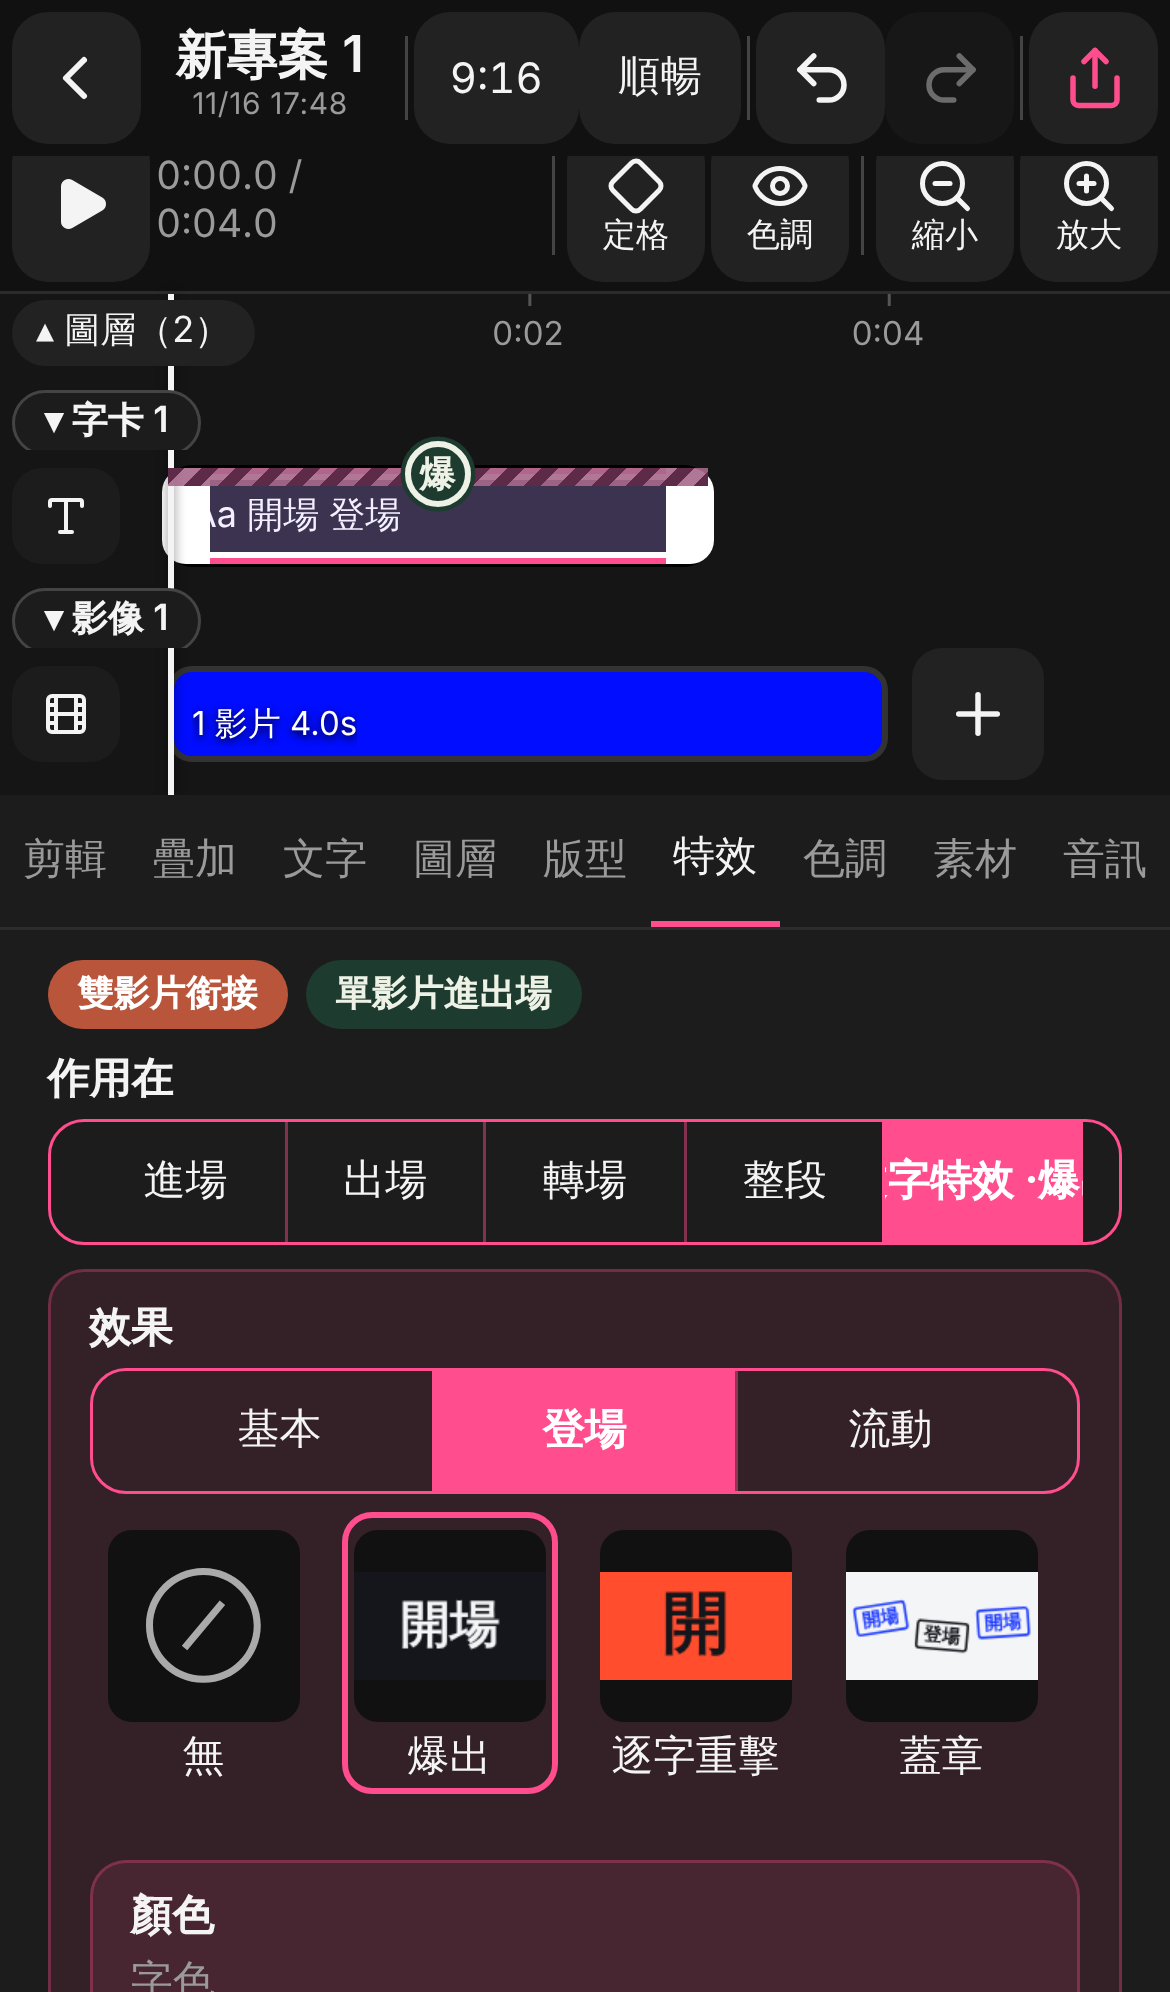 新專案 1
11/16 17:48
9:16
順暢
0:00.0 /
0:04.0
定格
色調
縮小
放大
▲ 圖層（2）
0:02
0:04
▼字卡 1
爆
Aa 開場 登場
▼影像 1
1 影片 4.0s
剪輯
疊加
文字
圖層
版型
特效
色調
素材
音訊
雙影片銜接
單影片進出場
作用在
進場
出場
轉場
整段
字特效 ·爆
效果
基本
登場
流動
開場
開
開場
登場
開場
無
爆出
逐字重擊
蓋章
顏色
字色